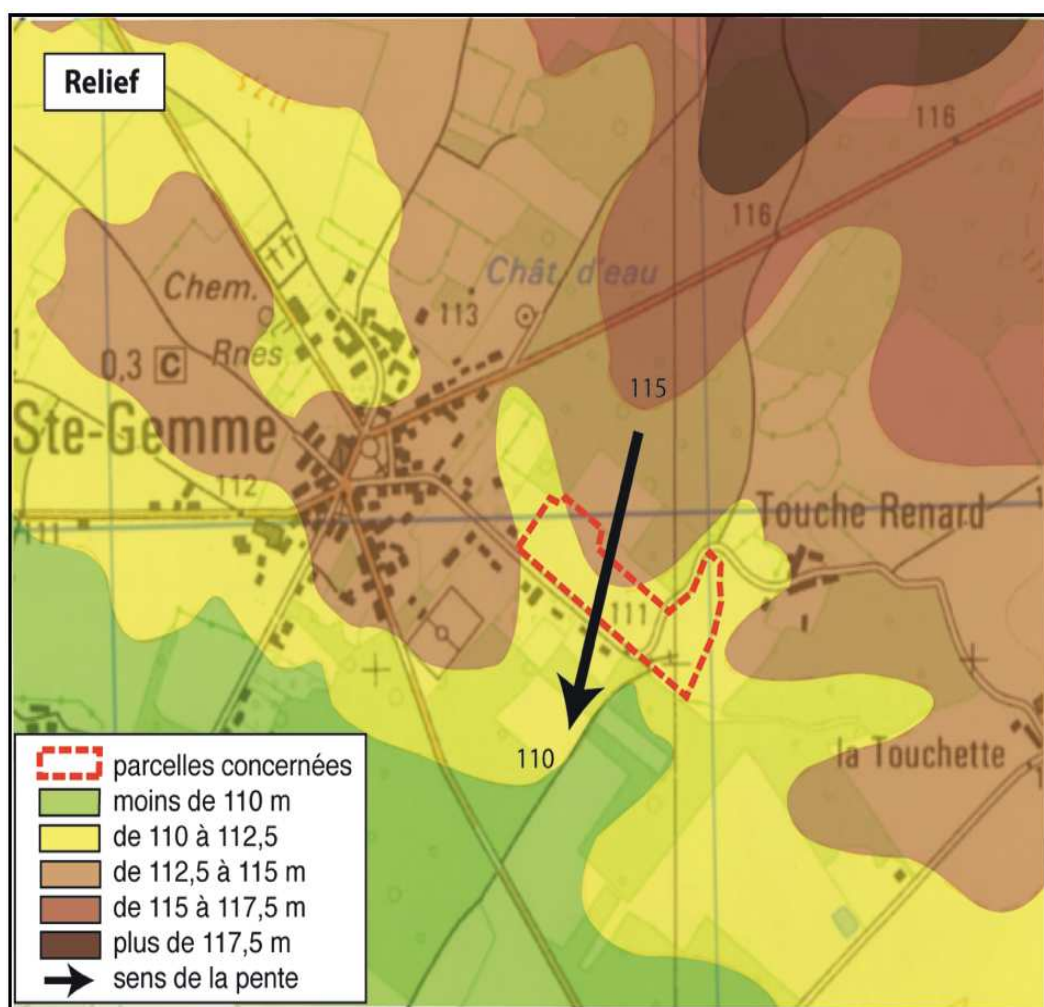 Relief
116
116
Chât. d'eau
Chem.
113
Rnes
0,3 C
115
Ste-Gemme
112
111
Touche Renard
111
110
la Touchette
parcelles concernées
moins de 110 m
de 110 à 112,5
de 112,5 à 115 m
de 115 à 117,5 m
plus de 117,5 m
sens de la pente